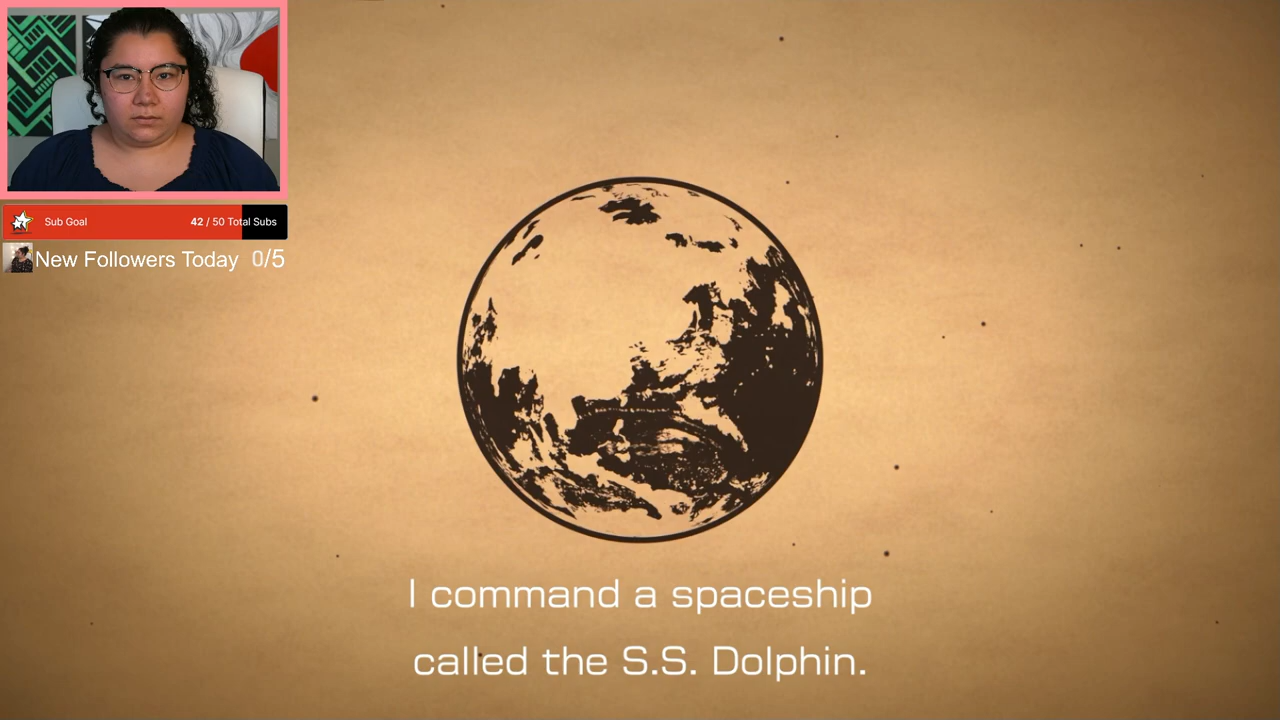 Sub Goal 42 / 50 Total Subs
New Followers Today 0/5
I command a spaceship
called the S.S. Dolphin.